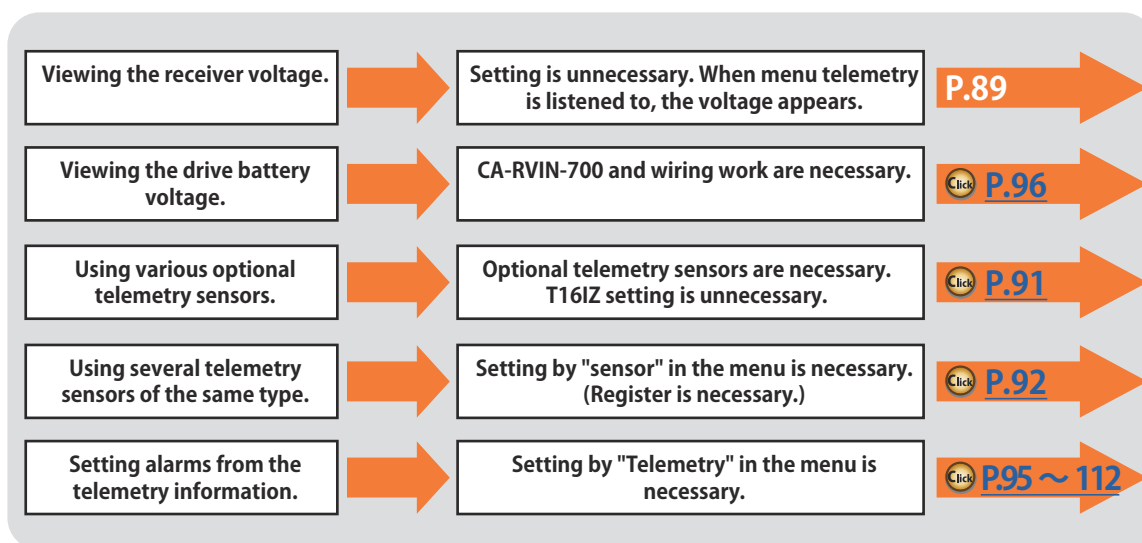 Viewing the receiver voltage.
Setting is unnecessary. When menu telemetry
is listened to, the voltage appears.
P.89
Viewing the drive battery
voltage.
CA-RVIN-700 and wiring work are necessary.
Click P.96
Using various optional
telemetry sensors.
Optional telemetry sensors are necessary.
T16IZ setting is unnecessary.
Click P.91
Using several telemetry
sensors of the same type.
Setting by "sensor" in the menu is necessary.
(Register is necessary.)
Click P.92
Setting alarms from the
telemetry information.
Setting by "Telemetry" in the menu is
necessary.
Click P.95～112